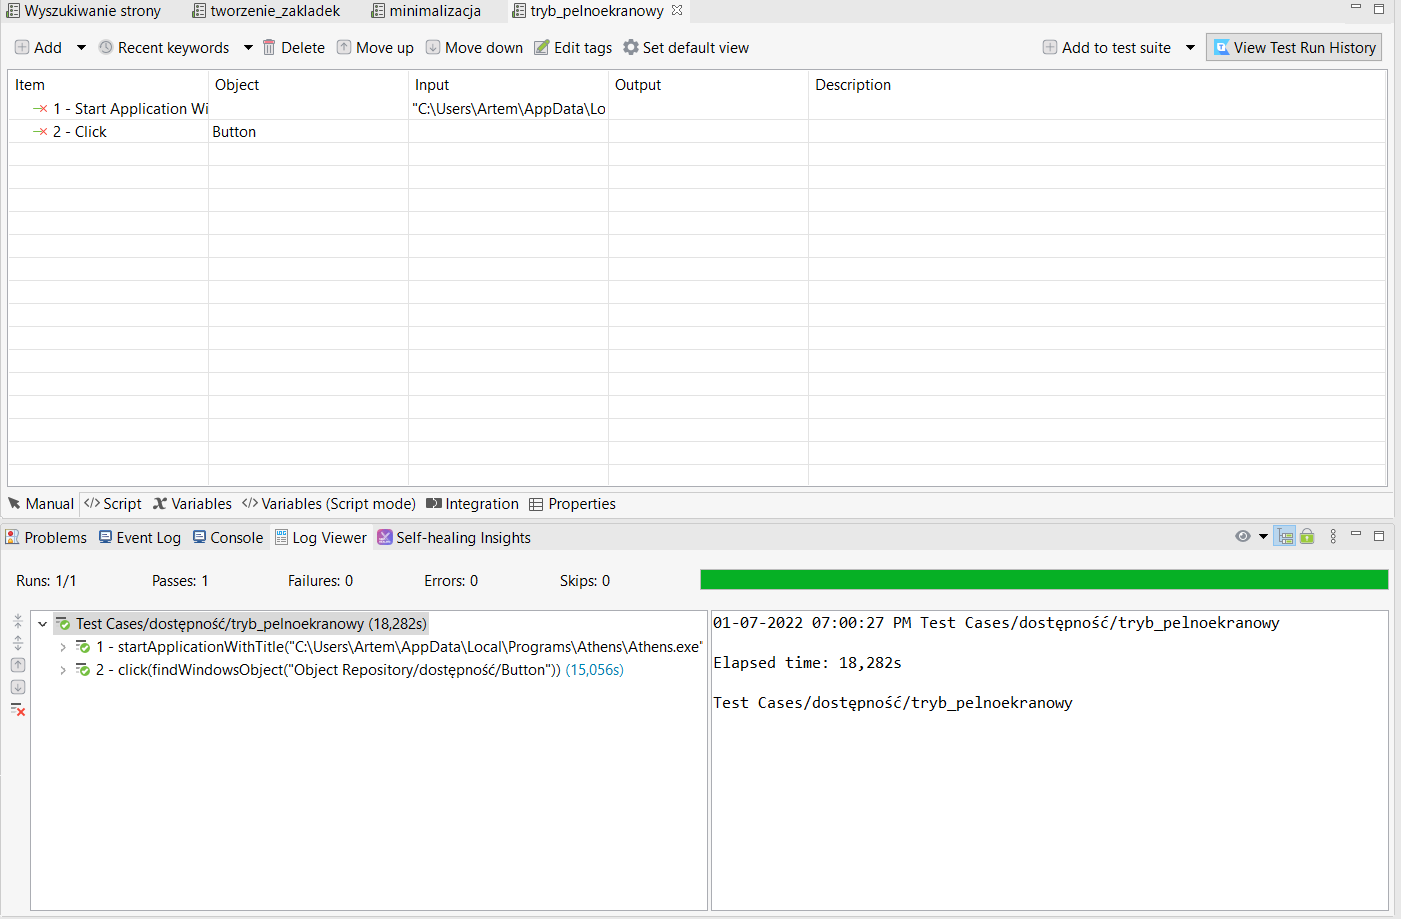 Wyszukiwanie strony tworzenie_zakladek minimalizacja tryb_pelnoekranowy
Add Recent keywords Delete Move up Move down Edit tags Set default view Add to test suite View Test Run History
Item Object Input Output Description
1 - Start Application Wi "C:\Users\Artem\AppData\Lo
2 - Click Button
Manual Script Variables Variables (Script mode) Integration Properties
Problems Event Log Console Log Viewer Self-healing Insights
Runs: 1/1 Passes: 1 Failures: 0 Errors: 0 Skips: 0
Test Cases/dostępność/tryb_pelnoekranowy (18,282s)
1 - startApplicationWithTitle("C:\Users\Artem\AppData\Local\Programs\Athens\Athens.exe"
2 - click(findWindowsObject("Object Repository/dostępność/Button")) (15,056s)
01-07-2022 07:00:27 PM Test Cases/dostępność/tryb_pelnoekranowy
Elapsed time: 18,282s
Test Cases/dostępność/tryb_pelnoekranowy